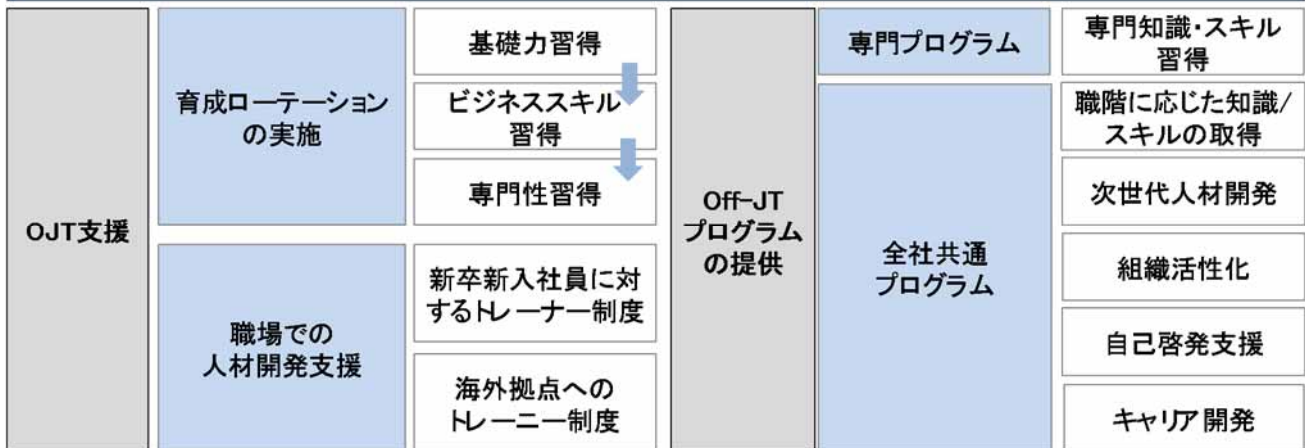 OJT支援
育成ローテーション
の実施
基礎力習得
ビジネススキル
習得
専門性習得
職場での
人材開発支援
新卒新入社員に対
するトレーナー制度
海外拠点への
トレーニー制度
Off-JT
プログラム
の提供
専門プログラム
専門知識・スキル
習得
全社共通
プログラム
職階に応じた知識/
スキルの取得
次世代人材開発
組織活性化
自己啓発支援
キャリア開発